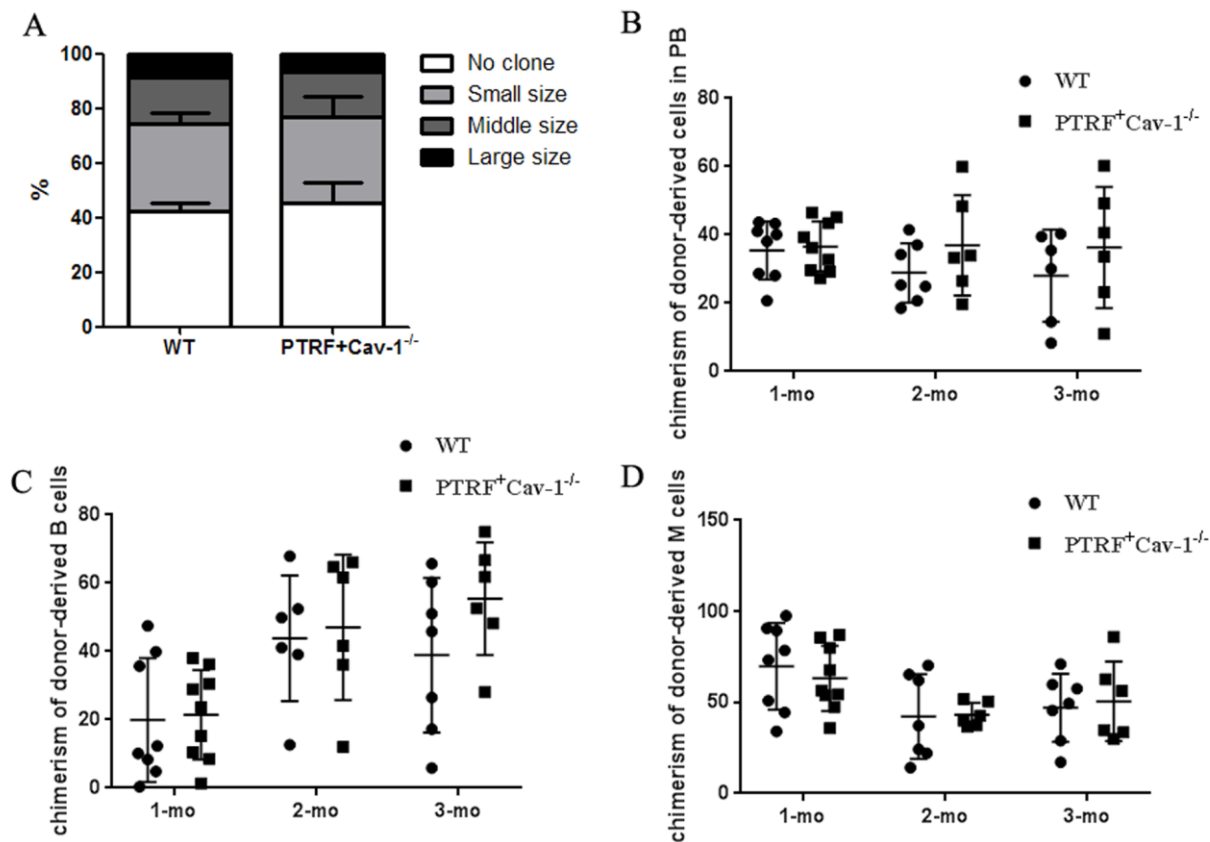 A
100
80
60
40
20
0
%
WT
PTRF+Cav-1-/-
No clone
Small size
Middle size
Large size
B
chimerism of donor-derived cells in PB
WT
PTRF+Cav-1-/-
80
60
40
20
0
1-mo
2-mo
3-mo
C
chimerism of donor-derived B cells
WT
PTRF+Cav-1-/-
80
60
40
20
0
1-mo
2-mo
3-mo
D
chimerism of donor-derived M cells
WT
PTRF+Cav-1-/-
150
100
50
0
1-mo
2-mo
3-mo